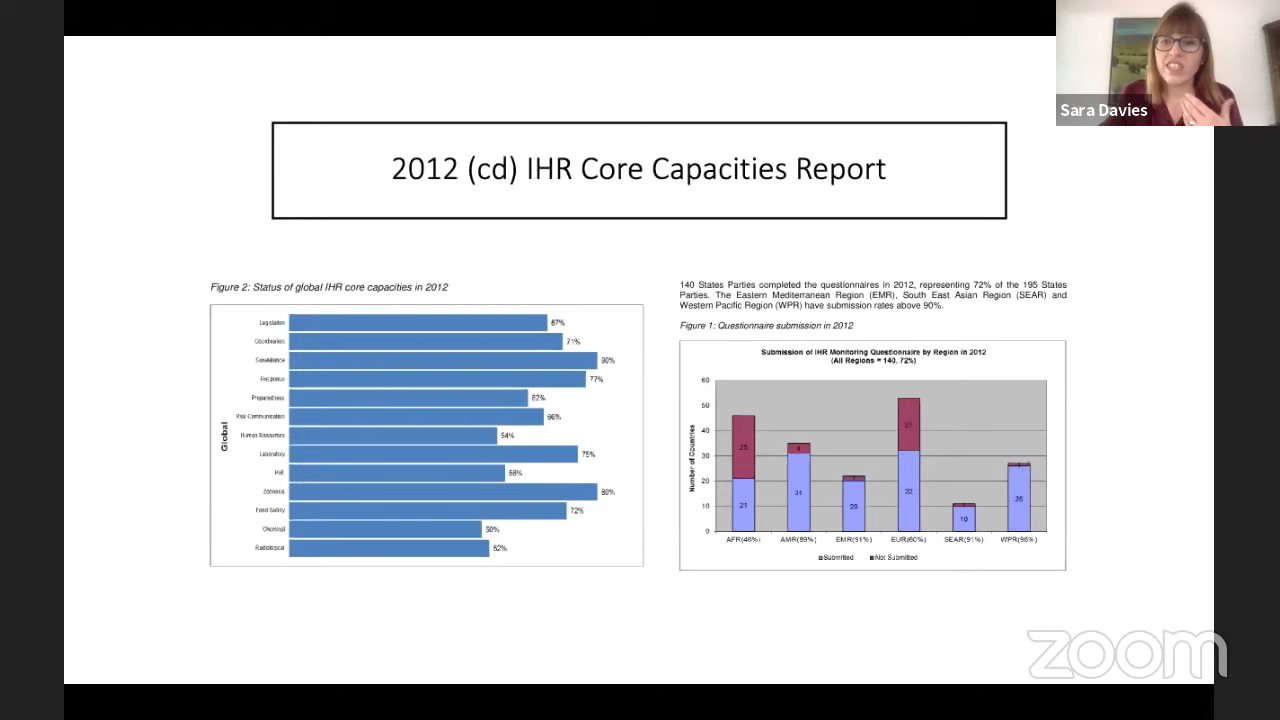 Sara Davies
2012 (cd) IHR Core Capacities Report
Figure 2: Status of global IHR core capacities in 2012
Global
Legislation 67%
Coordination 71%
Surveillance 80%
Response 77%
Preparedness 62%
Risk Communication 66%
Human Resources 54%
Laboratory 75%
PoE 56%
Zoonosis 80%
Food Safety 72%
Chemical
Radiological
140 States Parties completed the questionnaires in 2012, representing 72% of the 195 States
Parties. The Eastern Mediterranean Region (EMR), South East Asian Region (SEAR) and
Western Pacific Region (WPR) have submission rates above 90%.
Figure 1: Questionnaire submission in 2012
Submission of IHR Monitoring Questionnaire by Region in 2012
(All Regions = 140, 72%)
Number of Countries
60
50
40
30
20
10
0
25
4
21
21
31
20
32
10
26
AFR(46%) AMR(89%) EMR(91%) EUR(60%) SEAR(91%) WPR(96%)
Submitted Not Submitted
zoom